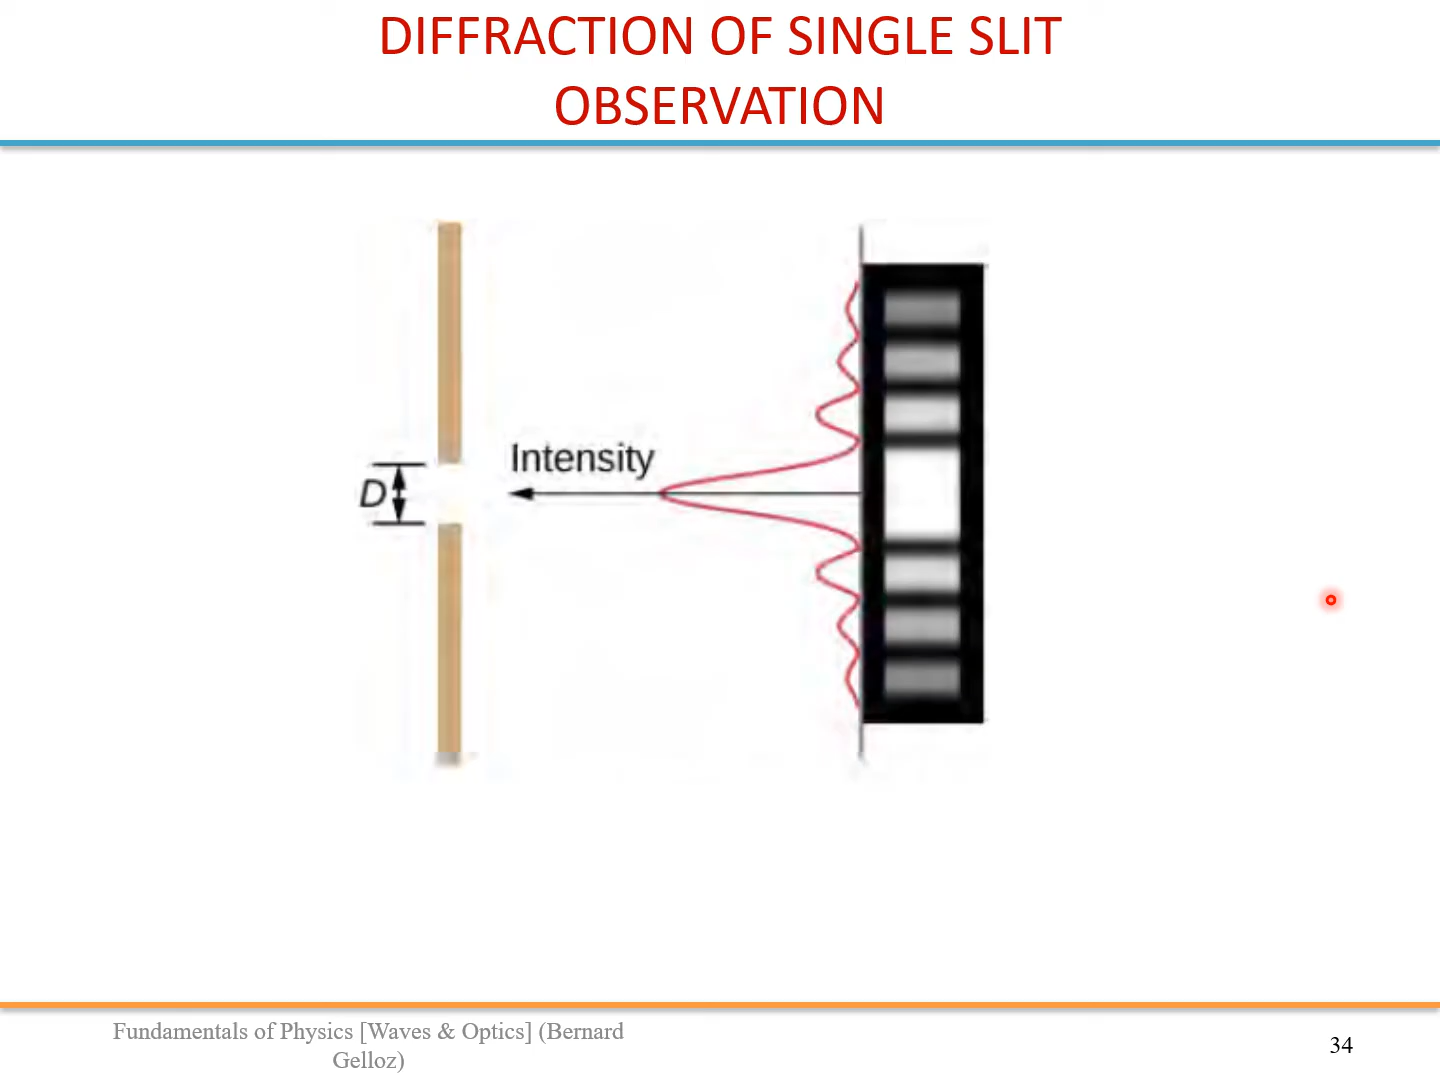 DIFFRACTION OF SINGLE SLIT
OBSERVATION
Intensity
D
Fundamentals of Physics [Waves & Optics] (Bernard
Gelloz)
34